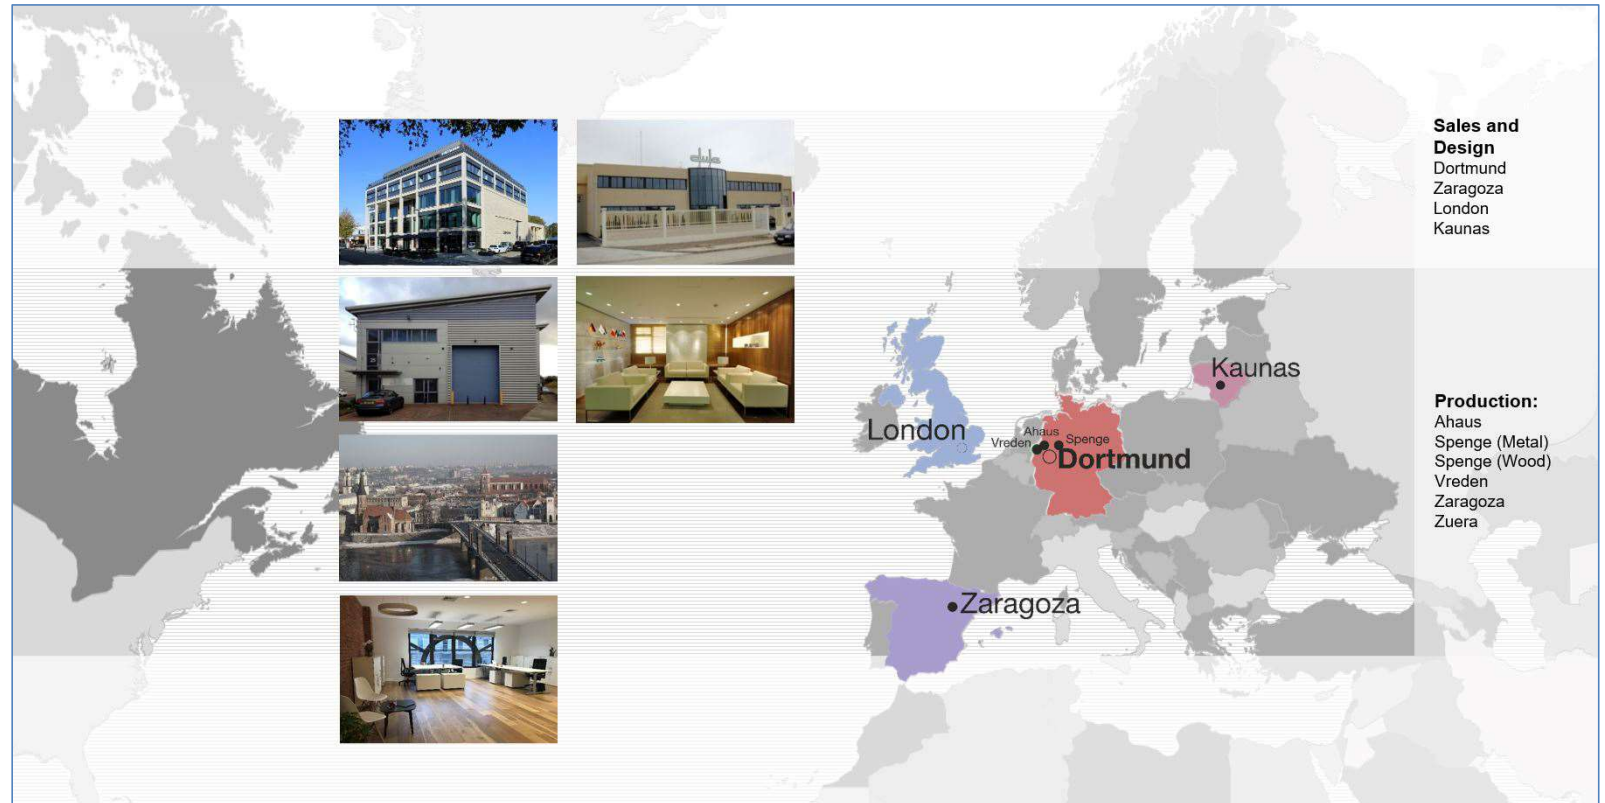 Sales and
Design
Dortmund
Zaragoza
London
Kaunas
Kaunas
London
Ahaus
Vreden
Spenge
Dortmund
Production:
Ahaus
Spenge (Metal)
Spenge (Wood)
Vreden
Zaragoza
Zuera
Zaragoza